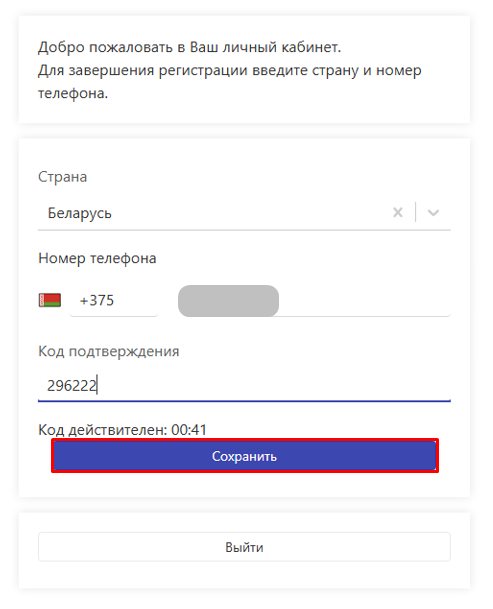 Добро пожаловать в Ваш личный кабинет.
Для завершения регистрации введите страну и номер
телефона.
Страна
Беларусь
Номер телефона
+375
Код подтверждения
296222
Код действителен: 00:41
Сохранить
Выйти